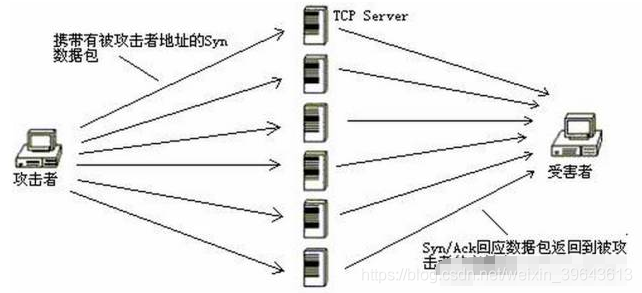 TCP Server
携带有被攻击者地址的Syn
数据包
攻击者
受害者
Syn/Ack回应数据包返回到被攻
击者
https://blog.csdn.net/weixin_39643613